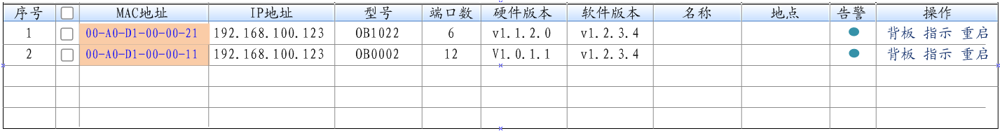 序号 MAC地址 IP地址 型号 端口数 硬件版本 软件版本 名称 地点 告警 操作
1 00-A0-D1-00-00-21 192.168.100.123 OB1022 6 v1.1.2.0 v1.2.3.4 背板 指示 重启
2 00-A0-D1-00-00-11 192.168.100.123 OB0002 12 V1.0.1.1 v1.2.3.4 背板 指示 重启